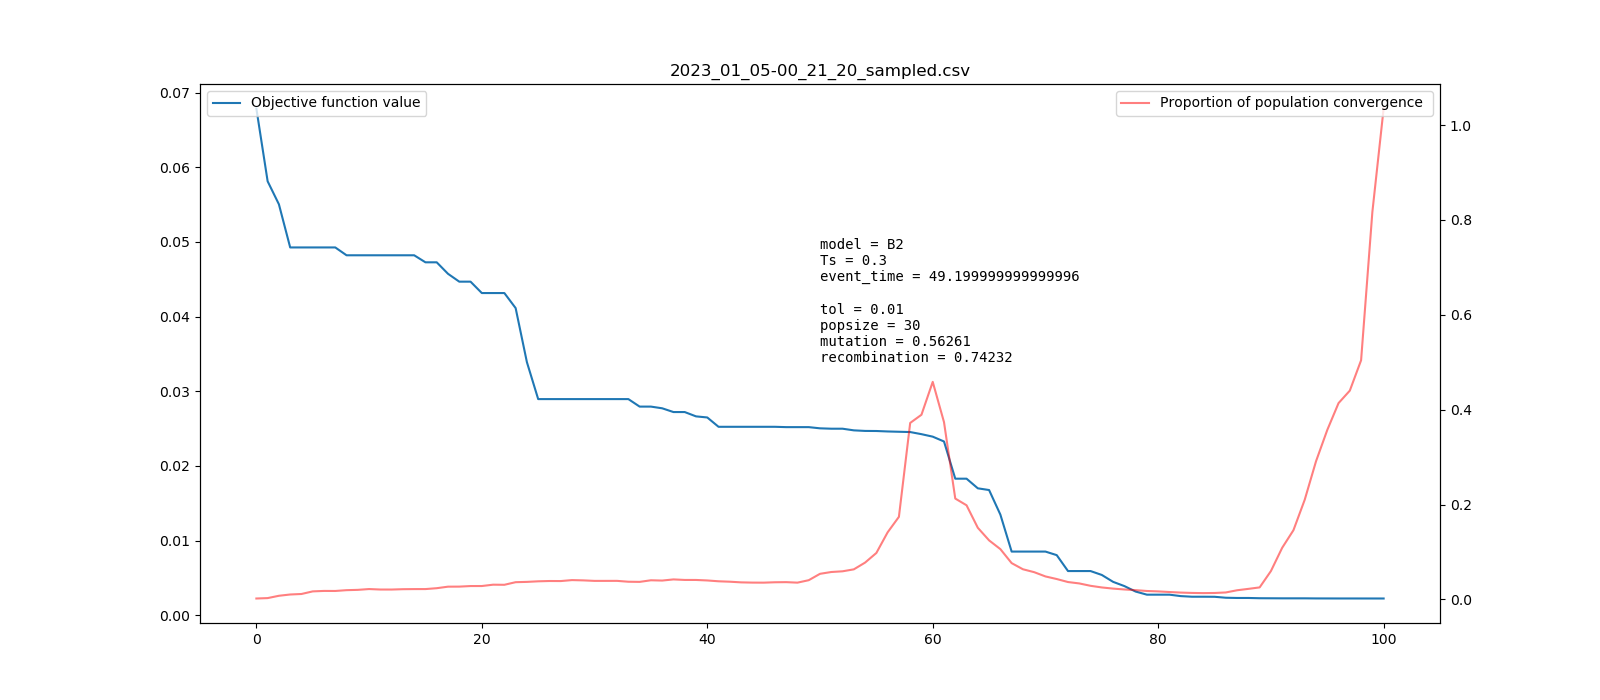 2023_01_05-00_21_20_sampled.csv
Objective function value
Proportion of population convergence
0.07
0.06
0.05
0.04
0.03
0.02
0.01
0.00
model = B2
Ts = 0.3
event_time = 49.199999999999996
tol = 0.01
popsize = 30
mutation = 0.56261
recombination = 0.74232
1.0
0.8
0.6
0.4
0.2
0.0
0 20 40 60 80 100